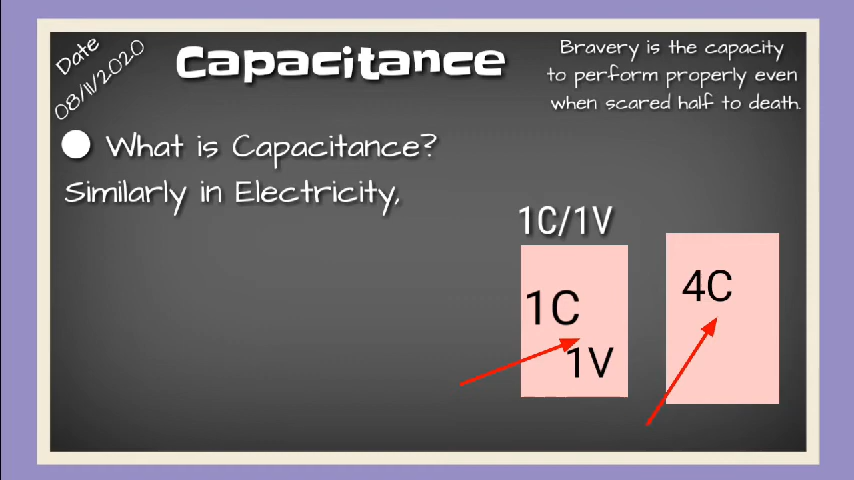 Date
08/11/2020
Capacitance
Bravery is the capacity
to perform properly even
when scared half to death.
What is Capacitance?
Similarly in Electricity,
1C/1V
1C
1V
4C